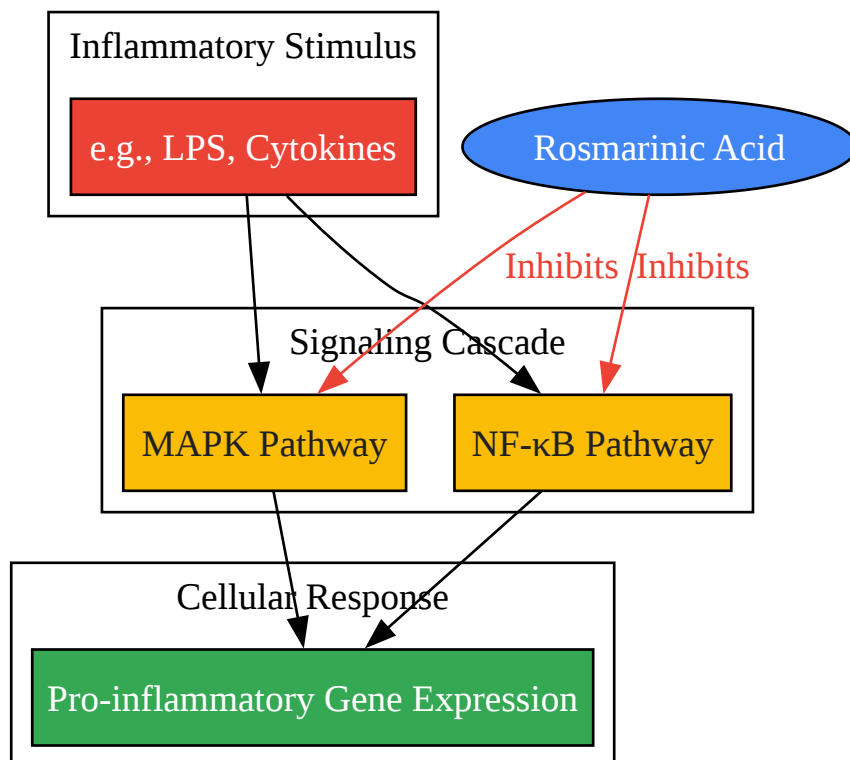 Inflammatory Stimulus
e.g., LPS, Cytokines
Rosmarinic Acid
Inhibits
Inhibits
Signaling Cascade
MAPK Pathway
NF-κB Pathway
Cellular Response
Pro-inflammatory Gene Expression